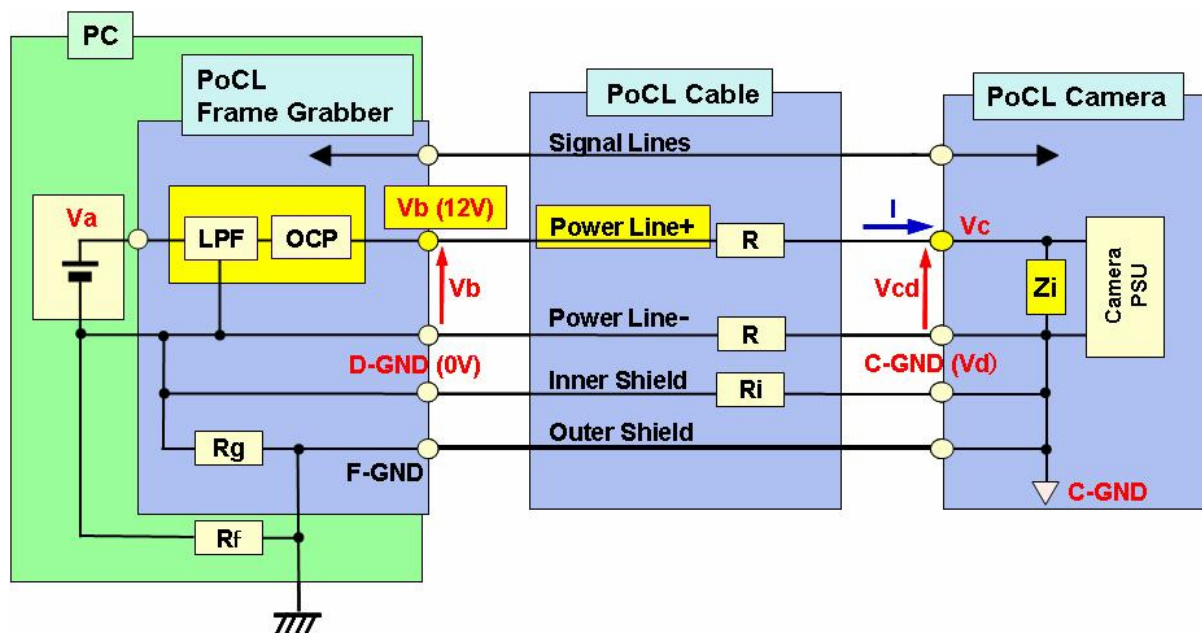 PC
PoCL
Frame Grabber
PoCL Cable
PoCL Camera
Signal Lines
Va
LPF
OCP
Vb (12V)
Power Line+
R
I
Vc
Vb
Vcd
Zi
Camera
PSU
Power Line-
R
D-GND (0V)
C-GND (Vd)
Inner Shield
Ri
Outer Shield
Rg
F-GND
C-GND
Rf